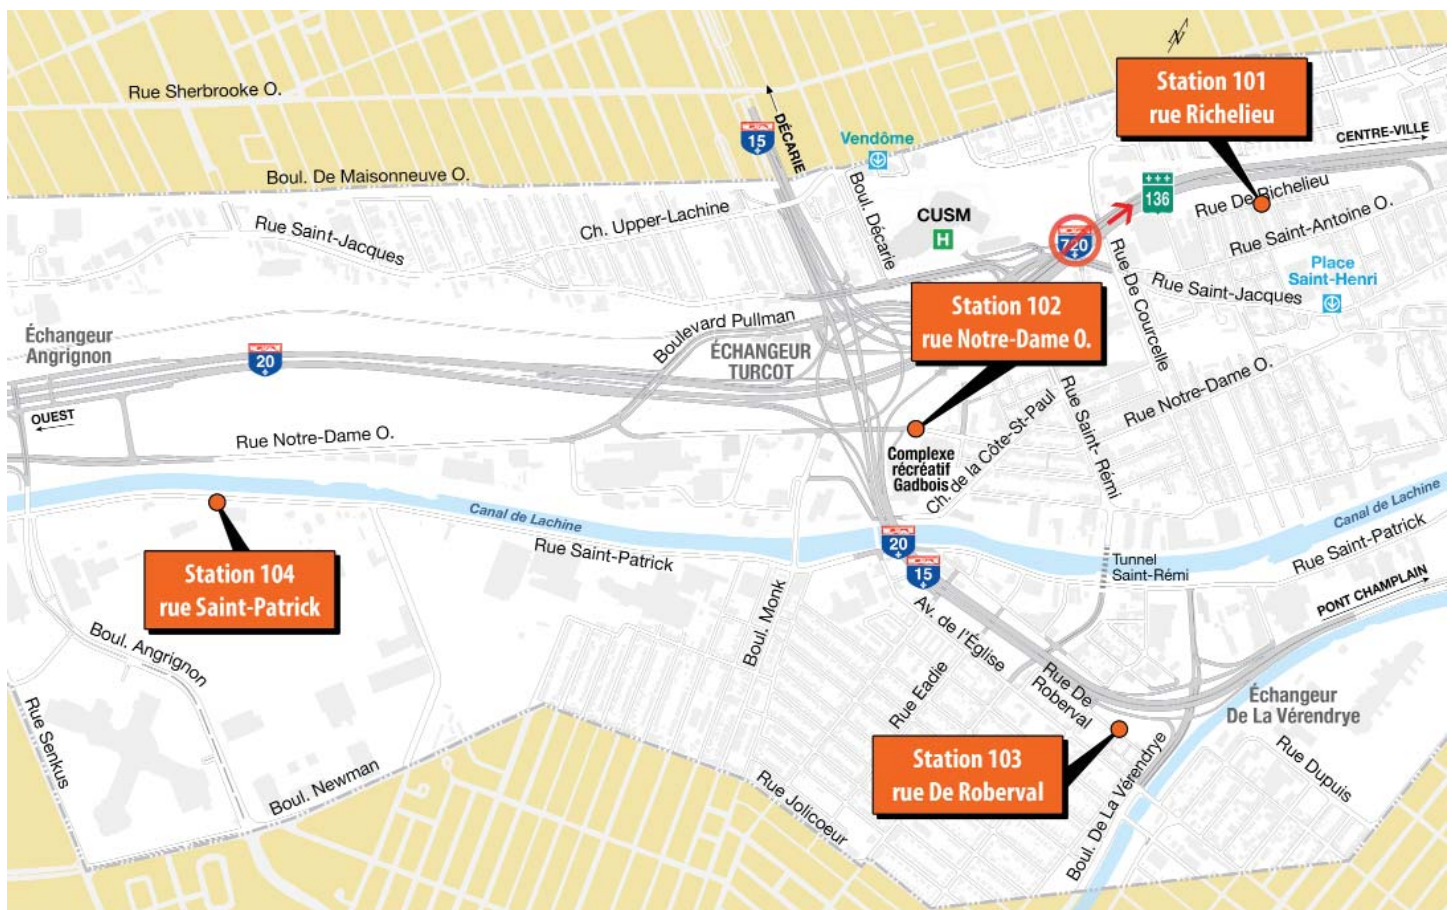 N
Station 101
rue Richelieu
Rue Sherbrooke O.
15
DÉCARIE
CENTRE-VILLE
Vendôme
Boul. De Maisonneuve O.
136
Rue De Richelieu
Ch. Upper-Lachine
Boul. Décarie
CUSM
H
Rue Saint-Jacques
720
Rue Saint-Antoine O.
Place
Saint-Henri
Rue De Courcelle
Rue Saint-Jacques
Station 102
rue Notre-Dame O.
Échangeur
Angrignon
20
Boulevard Pullman
ÉCHANGEUR
TURCOT
OUEST
Rue Notre-Dame O.
Rue Notre-Dame O.
Rue Saint- Rémi
Ch. de la Côte-St-Paul
Complexe
récréatif
Gadbois
Canal de Lachine
Canal de Lachine
Rue Saint-Patrick
Rue Saint-Patrick
20
15
Tunnel
Saint-Rémi
Station 104
rue Saint-Patrick
PONT CHAMPLAIN
Boul. Monk
Av. de l'Église
Boul. Angrignon
Rue Eadie
Rue De
Roberval
Échangeur
De La Vérendrye
Rue Senkus
Station 103
rue De Roberval
Boul. Newman
Rue Jolicoeur
Boul. De La Vérendrye
Rue Dupuis